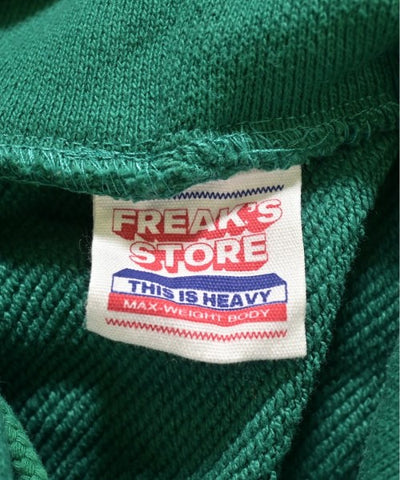 FREAK'S
STORE
THIS IS HEAVY
MAX-WEIGHT BODY